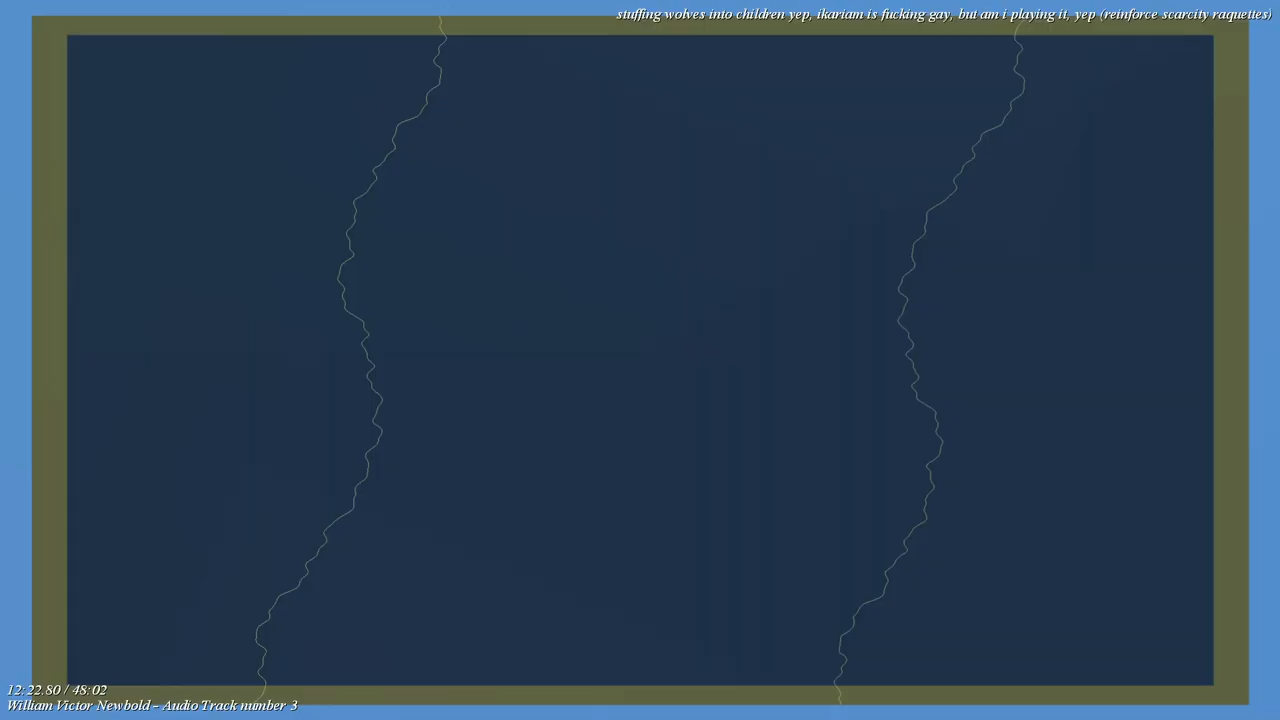 stuffing wolves into children yep, ikariam is fucking gay, but am i playing it, yep (reinforce scarcity raquettes)
12:22.80 / 48:02
William Victor Newbold - Audio Track number 3